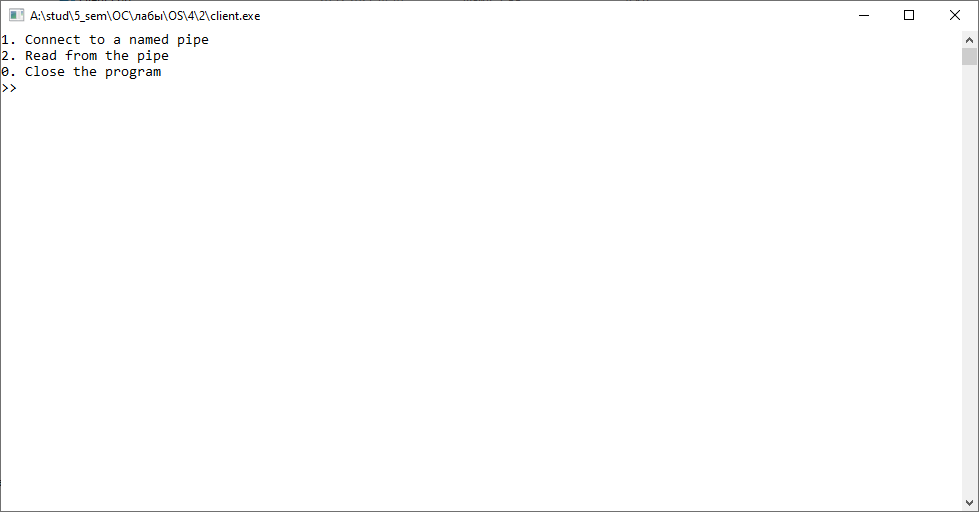 A:\stud\5_sem\ОС\лабы\OS\4\2\client.exe
1. Connect to a named pipe
2. Read from the pipe
0. Close the program
>>